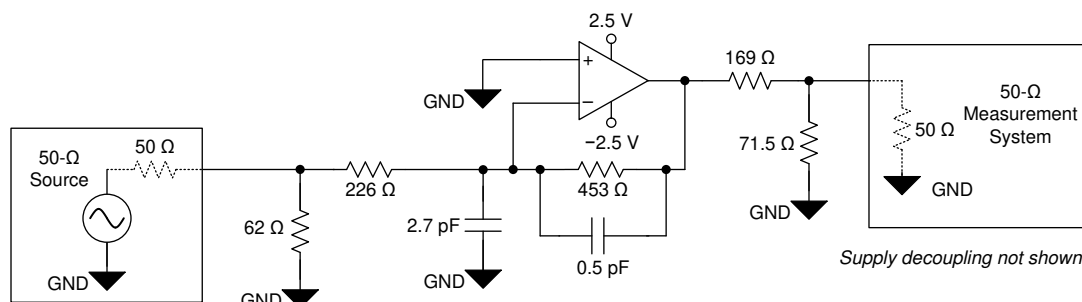 2.5 V
+
−
−2.5 V
GND
169 Ω
71.5 Ω
GND
50-Ω
Measurement
System
50 Ω
GND
Supply decoupling not shown
50-Ω
Source
50 Ω
GND
62 Ω
GND
226 Ω
2.7 pF
GND
453 Ω
0.5 pF